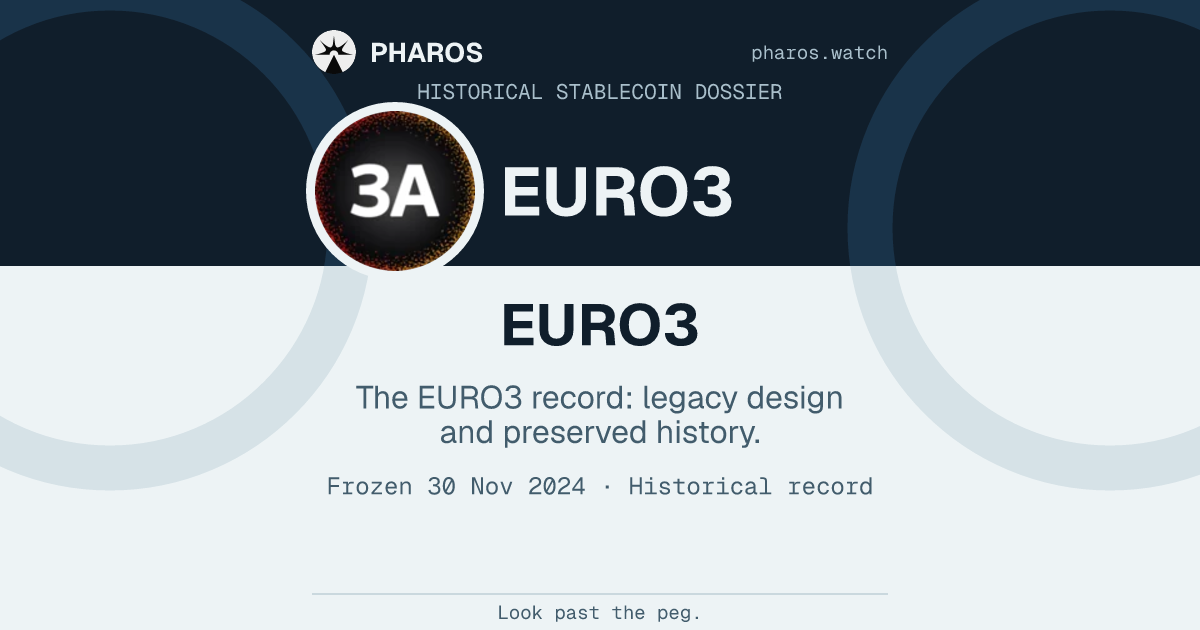 PHAROS
pharos.watch
HISTORICAL STABLECOIN DOSSIER
3A
EURO3
EURO3
The EURO3 record: legacy design
and preserved history.
Frozen 30 Nov 2024 · Historical record
Look past the peg.